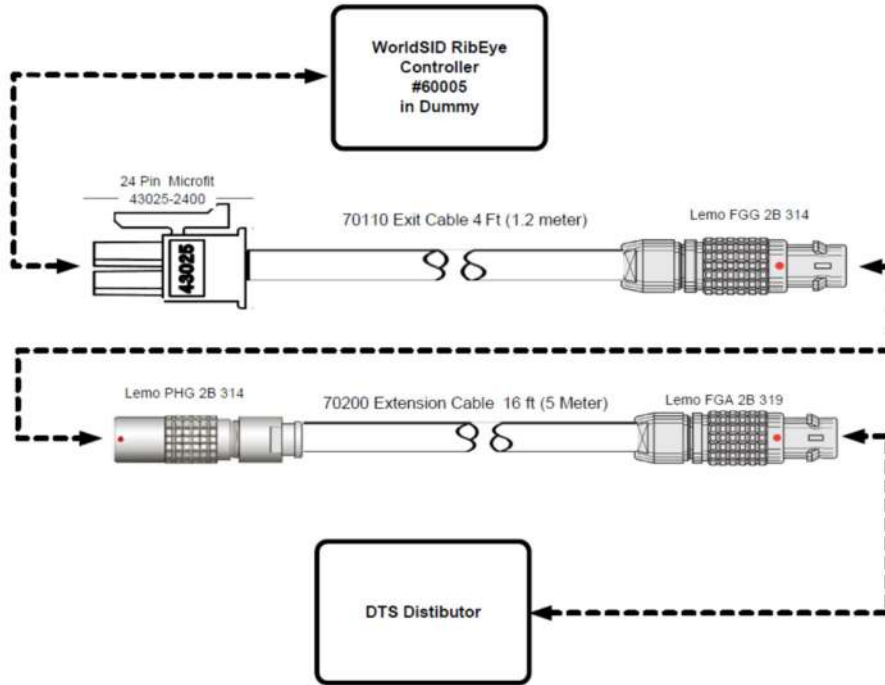 WorldSID RibEye
Controller
#60005
in Dummy
24 Pin Microfit
43025-2400
43025
70110 Exit Cable 4 Ft (1.2 meter)
Lemo FGG 2B 314
Lemo PHG 2B 314
70200 Extension Cable 16 ft (5 Meter)
Lemo FGA 2B 319
DTS Distibutor